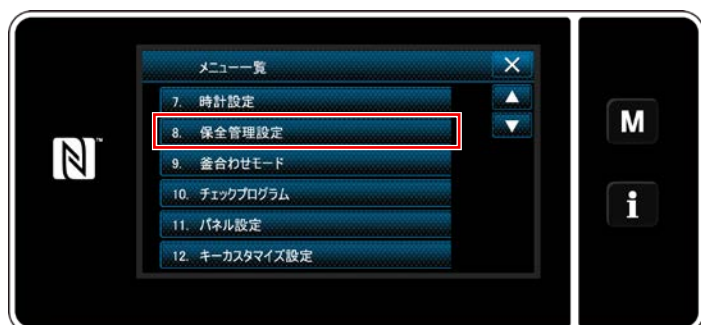 メニュー一覧
7. 時計設定
8. 保全管理設定
9. 釜合わせモード
10. チェックプログラム
11. パネル設定
12. キーカスタマイズ設定
M
i
N
TM